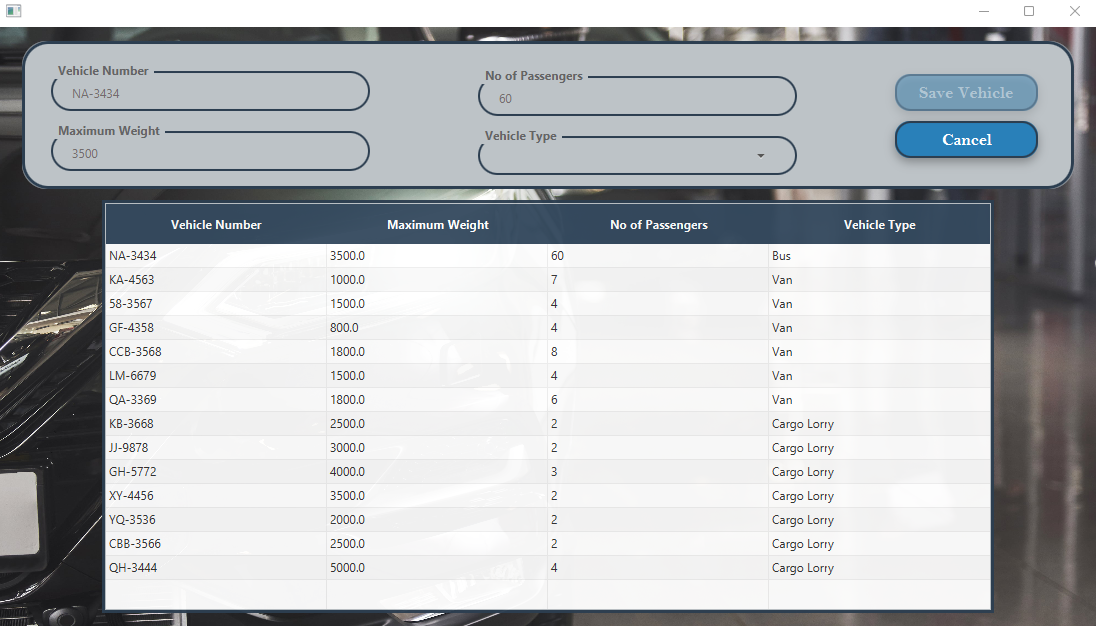 Vehicle Number
NA-3434
No of Passengers
60
Save Vehicle
Maximum Weight
3500
Vehicle Type
Cancel
Vehicle Number Maximum Weight No of Passengers Vehicle Type
NA-3434 3500.0 60 Bus
KA-4563 1000.0 7 Van
58-3567 1500.0 4 Van
GF-4358 800.0 4 Van
CCB-3568 1800.0 8 Van
LM-6679 1500.0 4 Van
QA-3369 1800.0 6 Van
KB-3668 2500.0 2 Cargo Lorry
JJ-9878 3000.0 2 Cargo Lorry
GH-5772 4000.0 3 Cargo Lorry
XY-4456 3500.0 2 Cargo Lorry
YQ-3536 2000.0 2 Cargo Lorry
CBB-3566 2500.0 2 Cargo Lorry
QH-3444 5000.0 4 Cargo Lorry